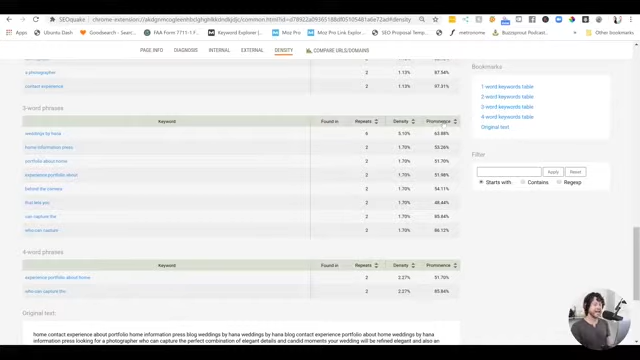 SEOquake
chrome-extension://
common.html?
#density
Ubuntu Dash
Keyword Explorer |
Moz Pro
Moz Pro Link Explor
SEO Proposal Temp
metronome
Buzzsprout Podcast
Other bookmarks
PAGE INFO DIAGNOSIS INTERNAL EXTERNAL DENSITY COMPARE URLS/DOMAINS
a photographer 2 1.13% 87.54%
contact experience 2 1.13% 97.31%
3-word phrases
Keyword Found in Repeats Density Prominence
weddings by hana 6 5.10% 63.88%
home information press 2 1.70%
portfolio about home 2 1.70% 51.70%
experience portfolio about 2 1.70% 51.98%
behind the camera 2 1.70% 54.11%
that lets you 2 1.70% 48.44%
can capture the 2 1.70% 85.84%
who can capture 2 1.70% 86.12%
4-word phrases
Keyword Found in Repeats Density Prominence
experience portfolio about home 2 2.27% 51.70%
who can capture the 2 2.27% 85.84%
Original text:
home contact experience about portfolio home information press blog weddings by hana weddings by hana blog contact experience portfolio about home
information press looking for a photographer who can capture the perfect combination of elegant details and candid moments your wedding will be refined elegant and also an
Bookmarks
1-word keywords table
2-word keywords table
3-word keywords table
4 word keywords table
Original text
Filter
Apply Reset
Starts with Contains Regexp